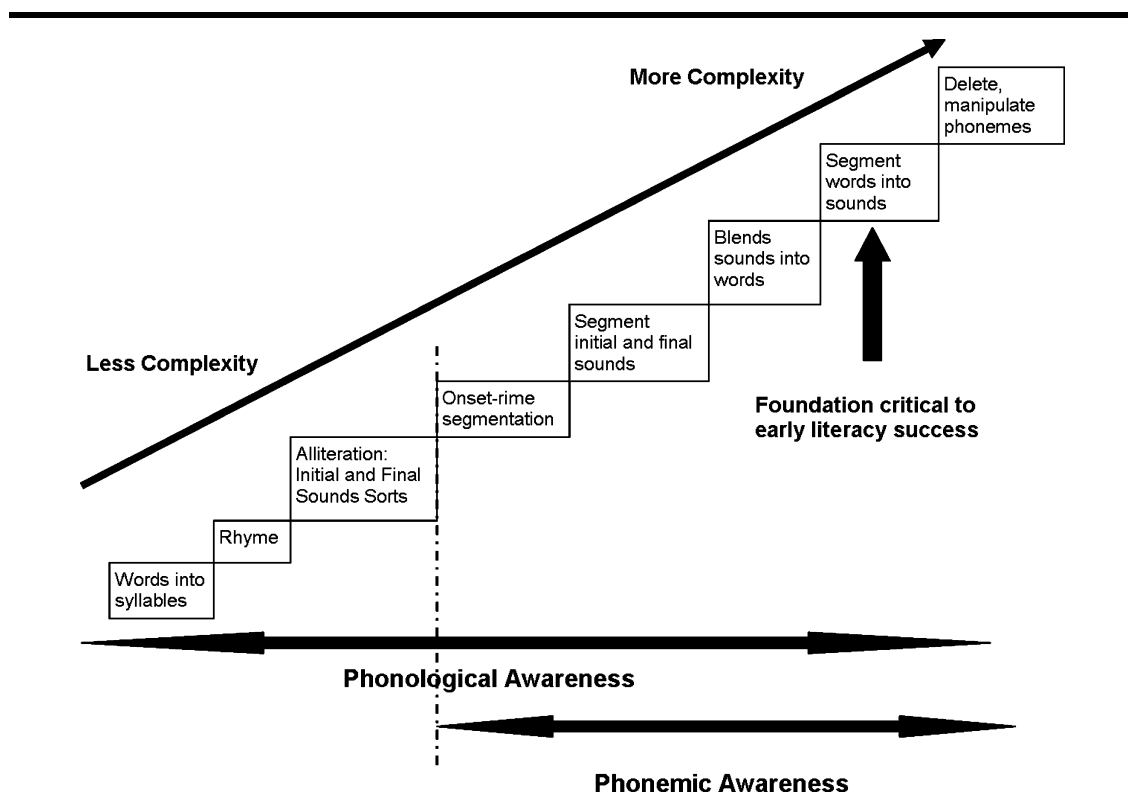 More Complexity
Delete,
manipulate
phonemes
Segment
words into
sounds
Blends
sounds into
words
Segment
initial and final
sounds
Less Complexity
Onset-rime
segmentation
Foundation critical to
early literacy success
Alliteration:
Initial and Final
Sounds Sorts
Rhyme
Words into
syllables
Phonological Awareness
Phonemic Awareness